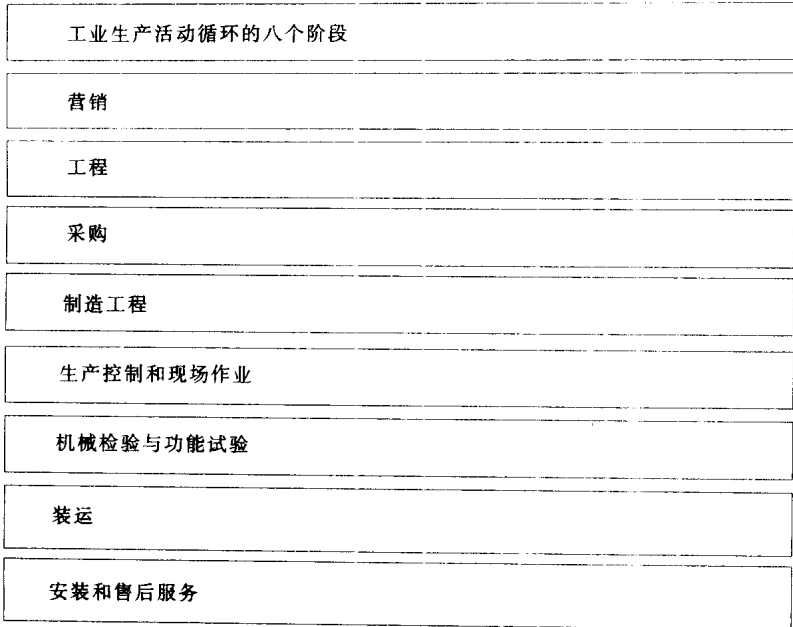 工业生产活动循环的八个阶段
营销
工程
采购
制造工程
生产控制和现场作业
机械检验与功能试验
装运
安装和售后服务